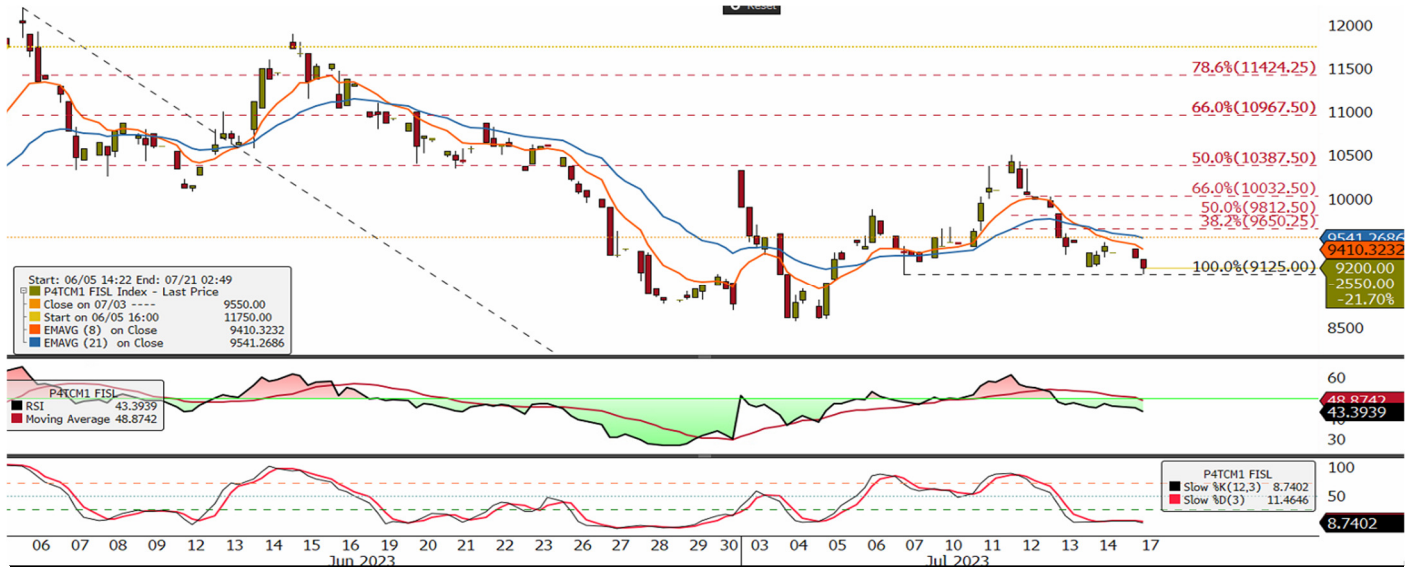 Reset
12000
11500
11000
10500
10000
8500
78.6%(11424.25)
66.0%(10967.50)
50.0%(10387.50)
66.0%(10032.50)
50.0%(9812.50)
38.2%(9650.25)
100.0%(9125.00)
9541.2686
9410.3232
9200.00
-2550.00
-21.70%
Start: 06/05 14:22 End: 07/21 02:49
P4TCM1 FISL Index - Last Price
Close on 07/03 ---- 9550.00
Start on 06/05 16:00 11750.00
EMAVG (8) on Close 9410.3232
EMAVG (21) on Close 9541.2686
P4TCM1 FISL
RSI 43.3939
Moving Average 48.8742
60
48.8742
43.3939
40
30
P4TCM1 FISL
Slow %K(12,3) 8.7402
Slow %D(3) 11.4646
100
50
8.7402
06 07 08 09 12 13 14 15 16 19 20 21 22 23 26 27 28 29 30 03 04 05 06 07 10 11 12 13 14 17
Jun 2023 Jul 2023